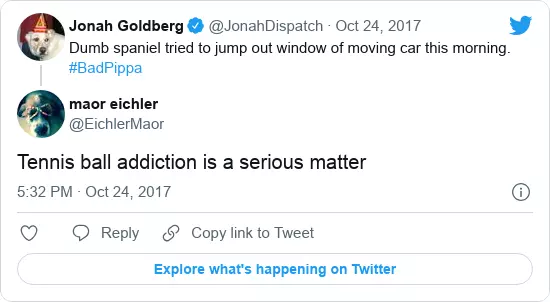 Jonah Goldberg @JonahDispatch · Oct 24, 2017
Dumb spaniel tried to jump out window of moving car this morning.
#BadPippa
maor eichler
@EichlerMaor
Tennis ball addiction is a serious matter
5:32 PM · Oct 24, 2017
Reply Copy link to Tweet
Explore what's happening on Twitter